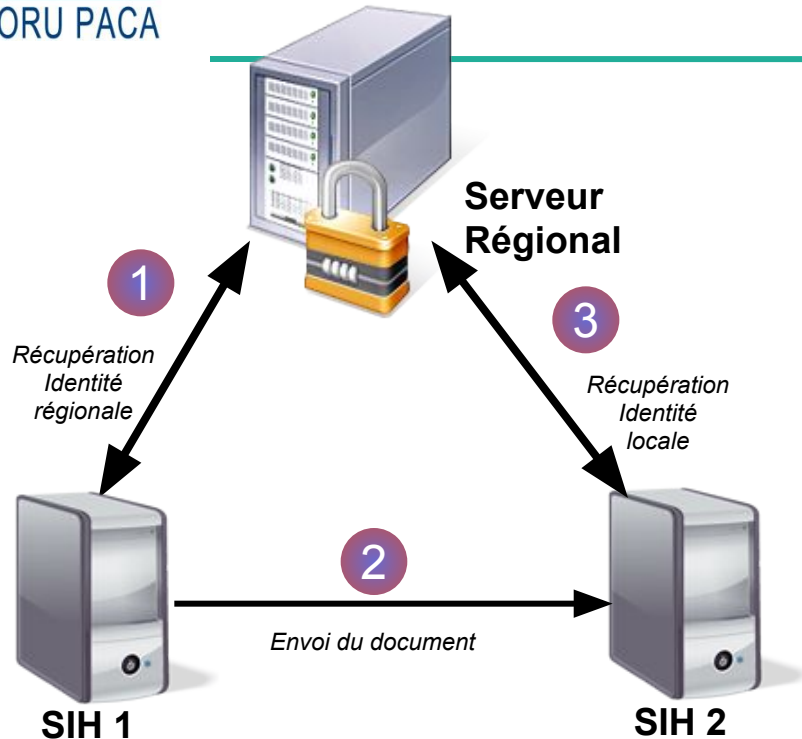 ORU PACA
Serveur
Régional
1
Récupération
Identité
régionale
3
Récupération
Identité
locale
2
Envoi du document
SIH 1
SIH 2